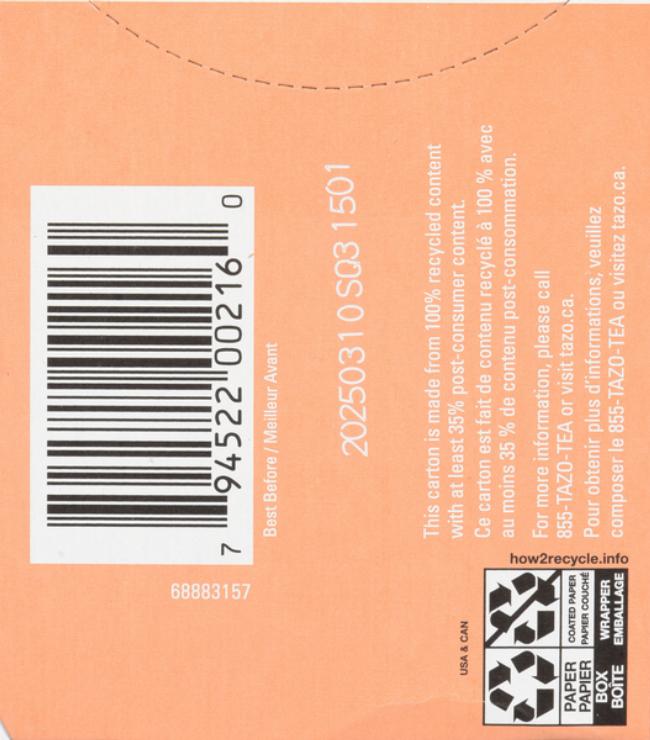 7 94522 00216 0
Best Before / Meilleur Avant
20250310 SQ3 1501
68883157
This carton is made from 100% recycled content
with at least 35% post-consumer content.
Ce carton est fait de contenu recyclé à 100 % avec
au moins 35 % de contenu post-consommation.
For more information, please call
855-TAZO-TEA or visit tazo.ca.
Pour obtenir plus d'informations, veuillez
composer le 855-TAZO-TEA ou visitez tazo.ca.
how2recycle.info
USA & CAN
PAPER
PAPIER
BOX
BOÎTE
COATED PAPER
PAPIER COUCHÉ
WRAPPER
EMBALLAGE